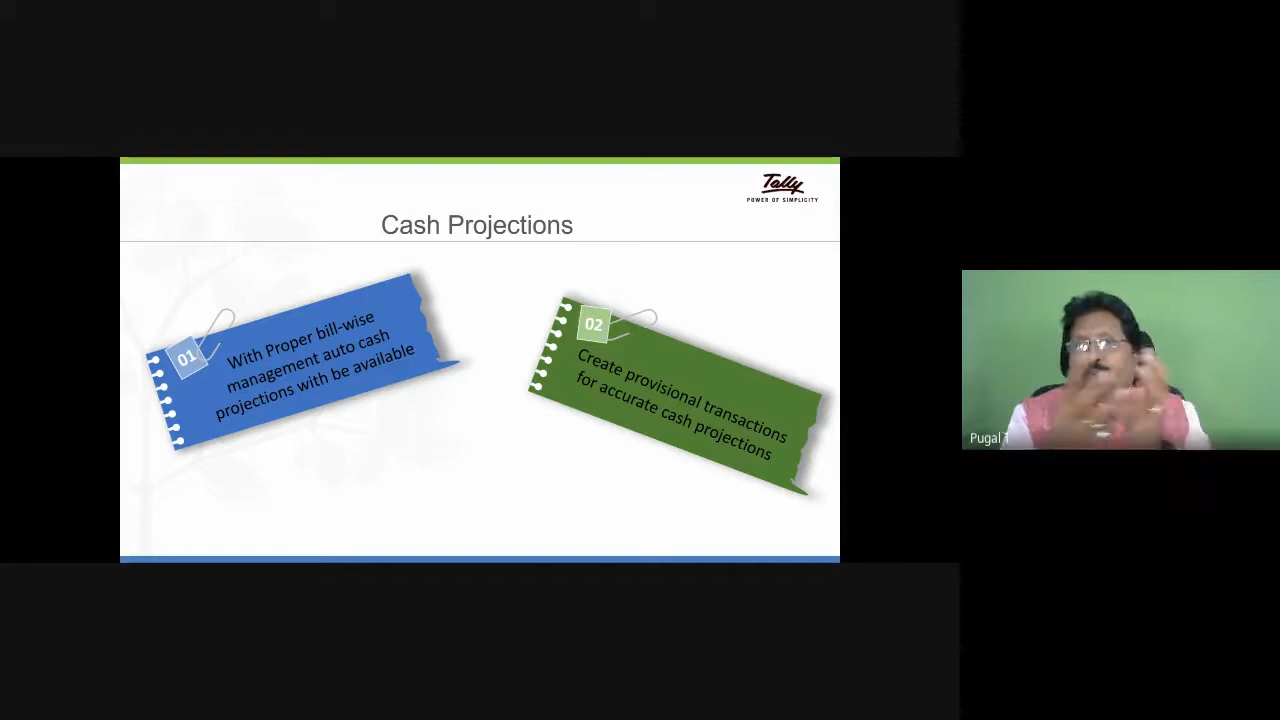 Tally
POWER OF SIMPLICITY
Cash Projections
01
With Proper bill-wise
management auto cash
projections with be available
02
Create provisional transactions
for accurate cash projections
Pugal T